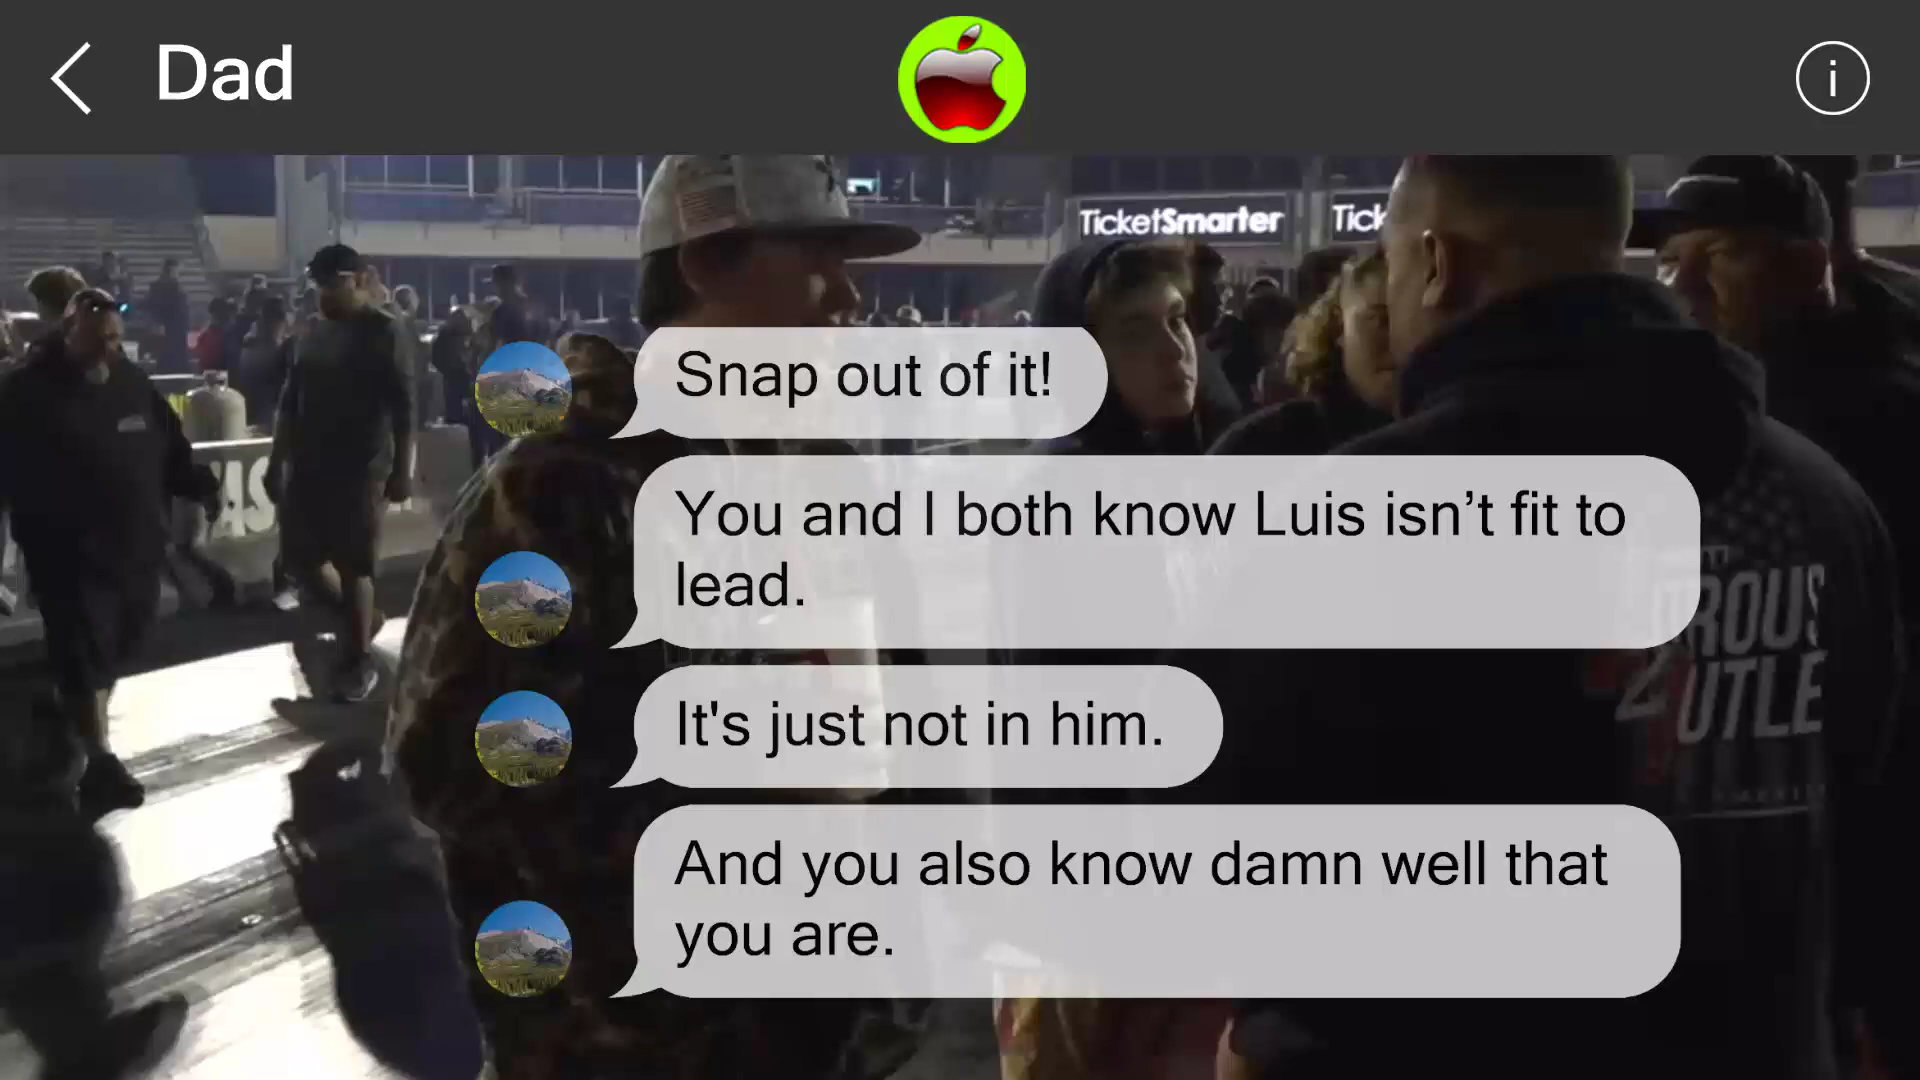 Dad
TicketSmarter
Tick
Snap out of it!
You and I both know Luis isn’t fit to
lead.
It's just not in him.
And you also know damn well that
you are.